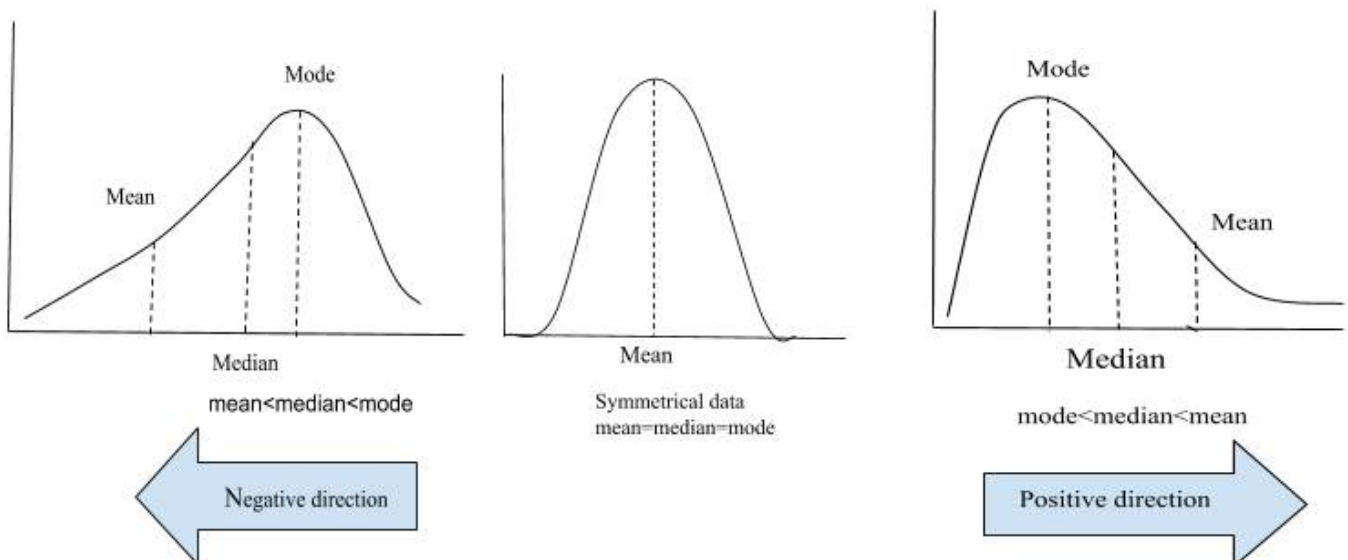 Mode
Mean
Median
mean<median<mode
Negative direction
Mean
Symmetrical data
mean=median=mode
Mode
Mean
Median
mode<median<mean
Positive direction